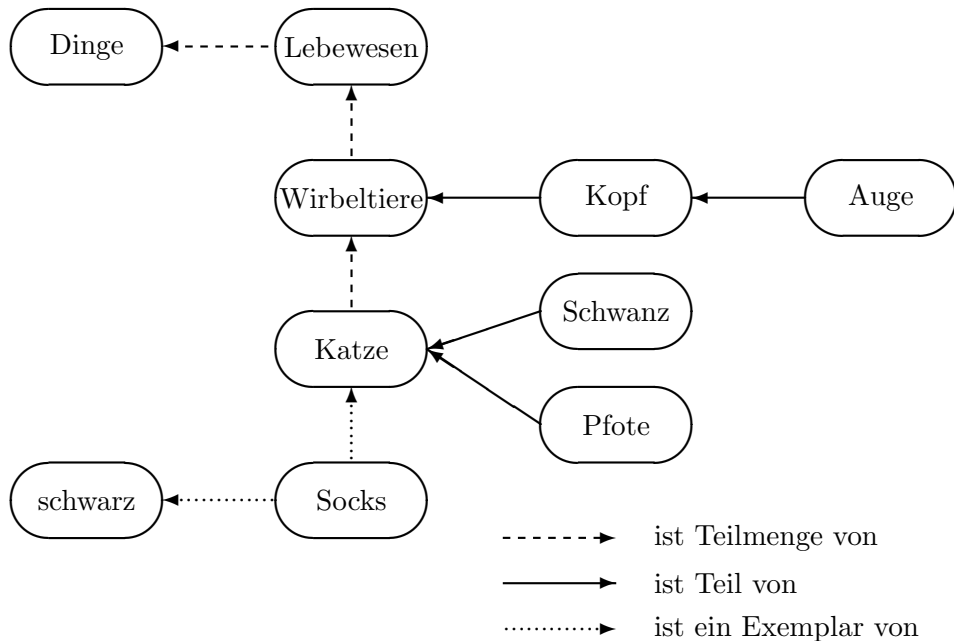 Dinge
Lebewesen
Wirbeltiere
Kopf
Auge
Schwanz
Katze
Pfote
schwarz
Socks
ist Teilmenge von
ist Teil von
ist ein Exemplar von